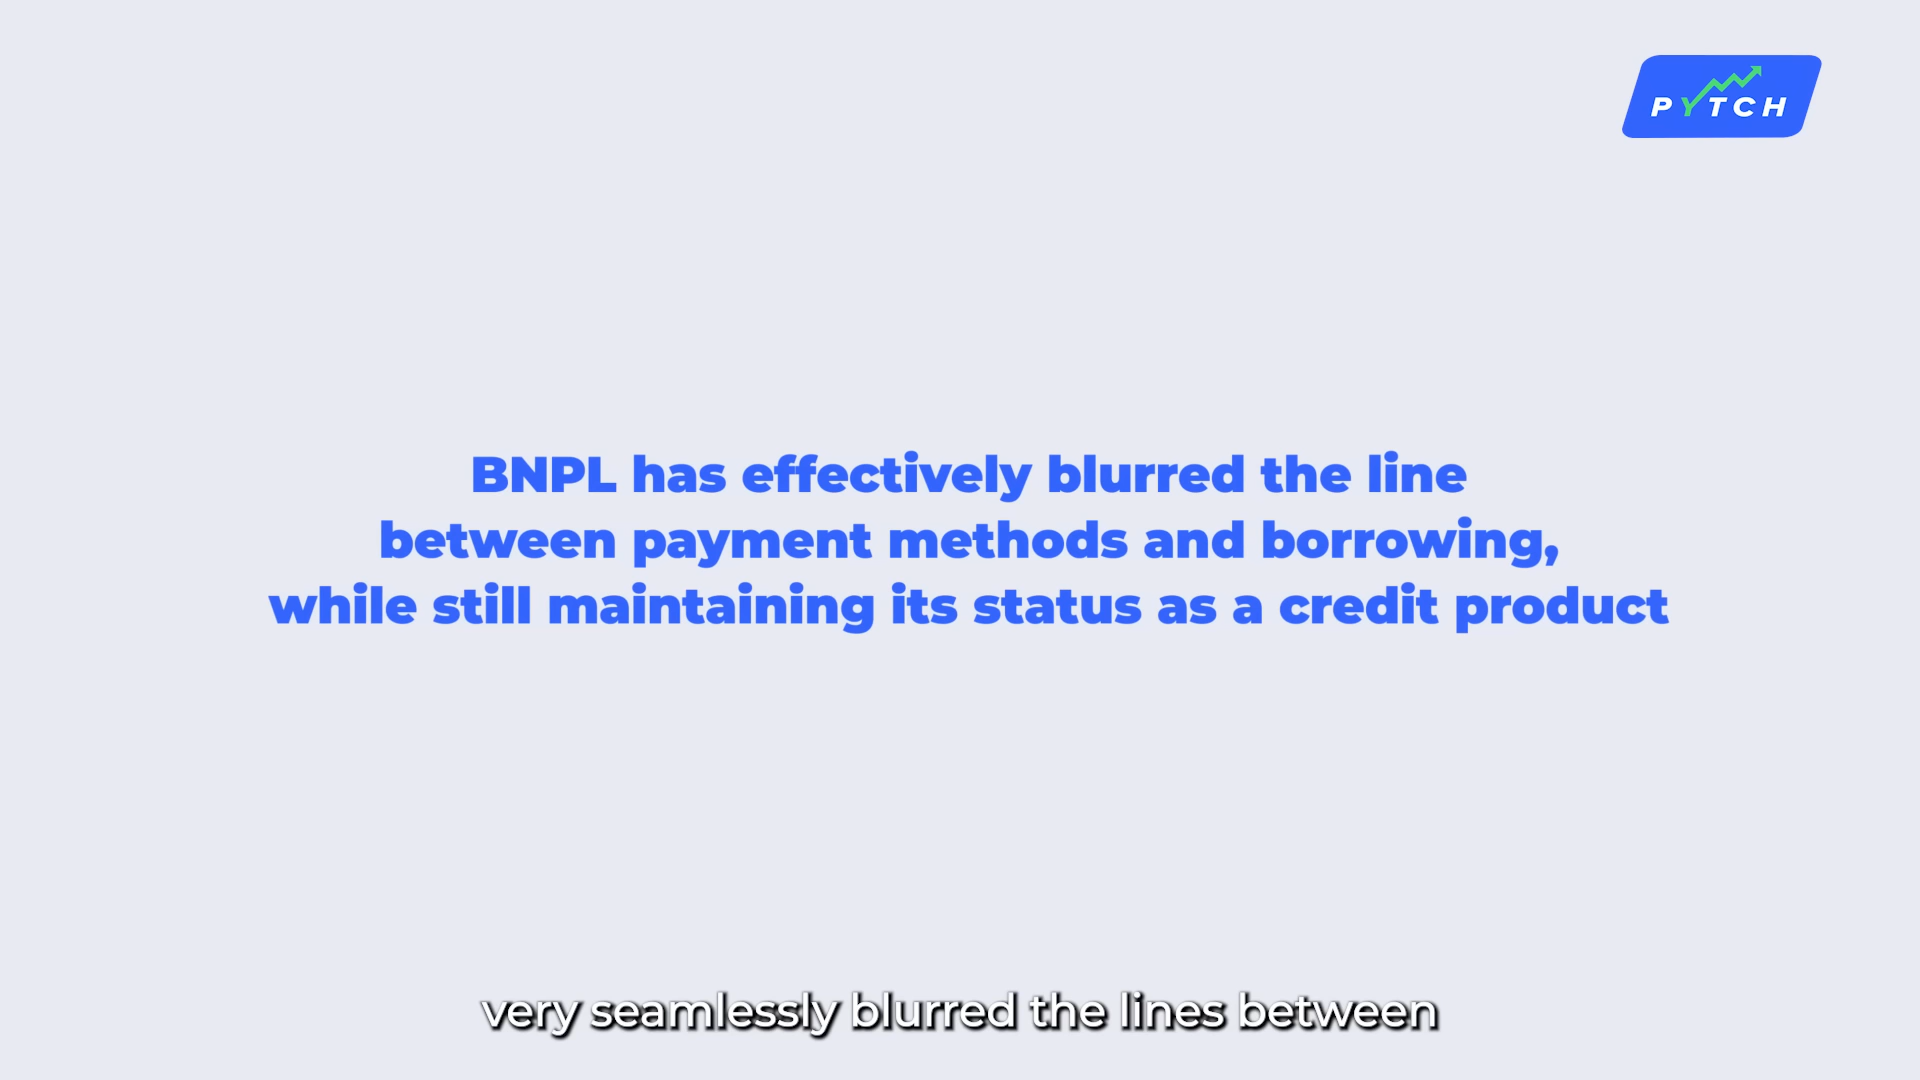 PYTCH
BNPL has effectively blurred the line
between payment methods and borrowing,
while still maintaining its status as a credit product
very seamlessly blurred the lines between